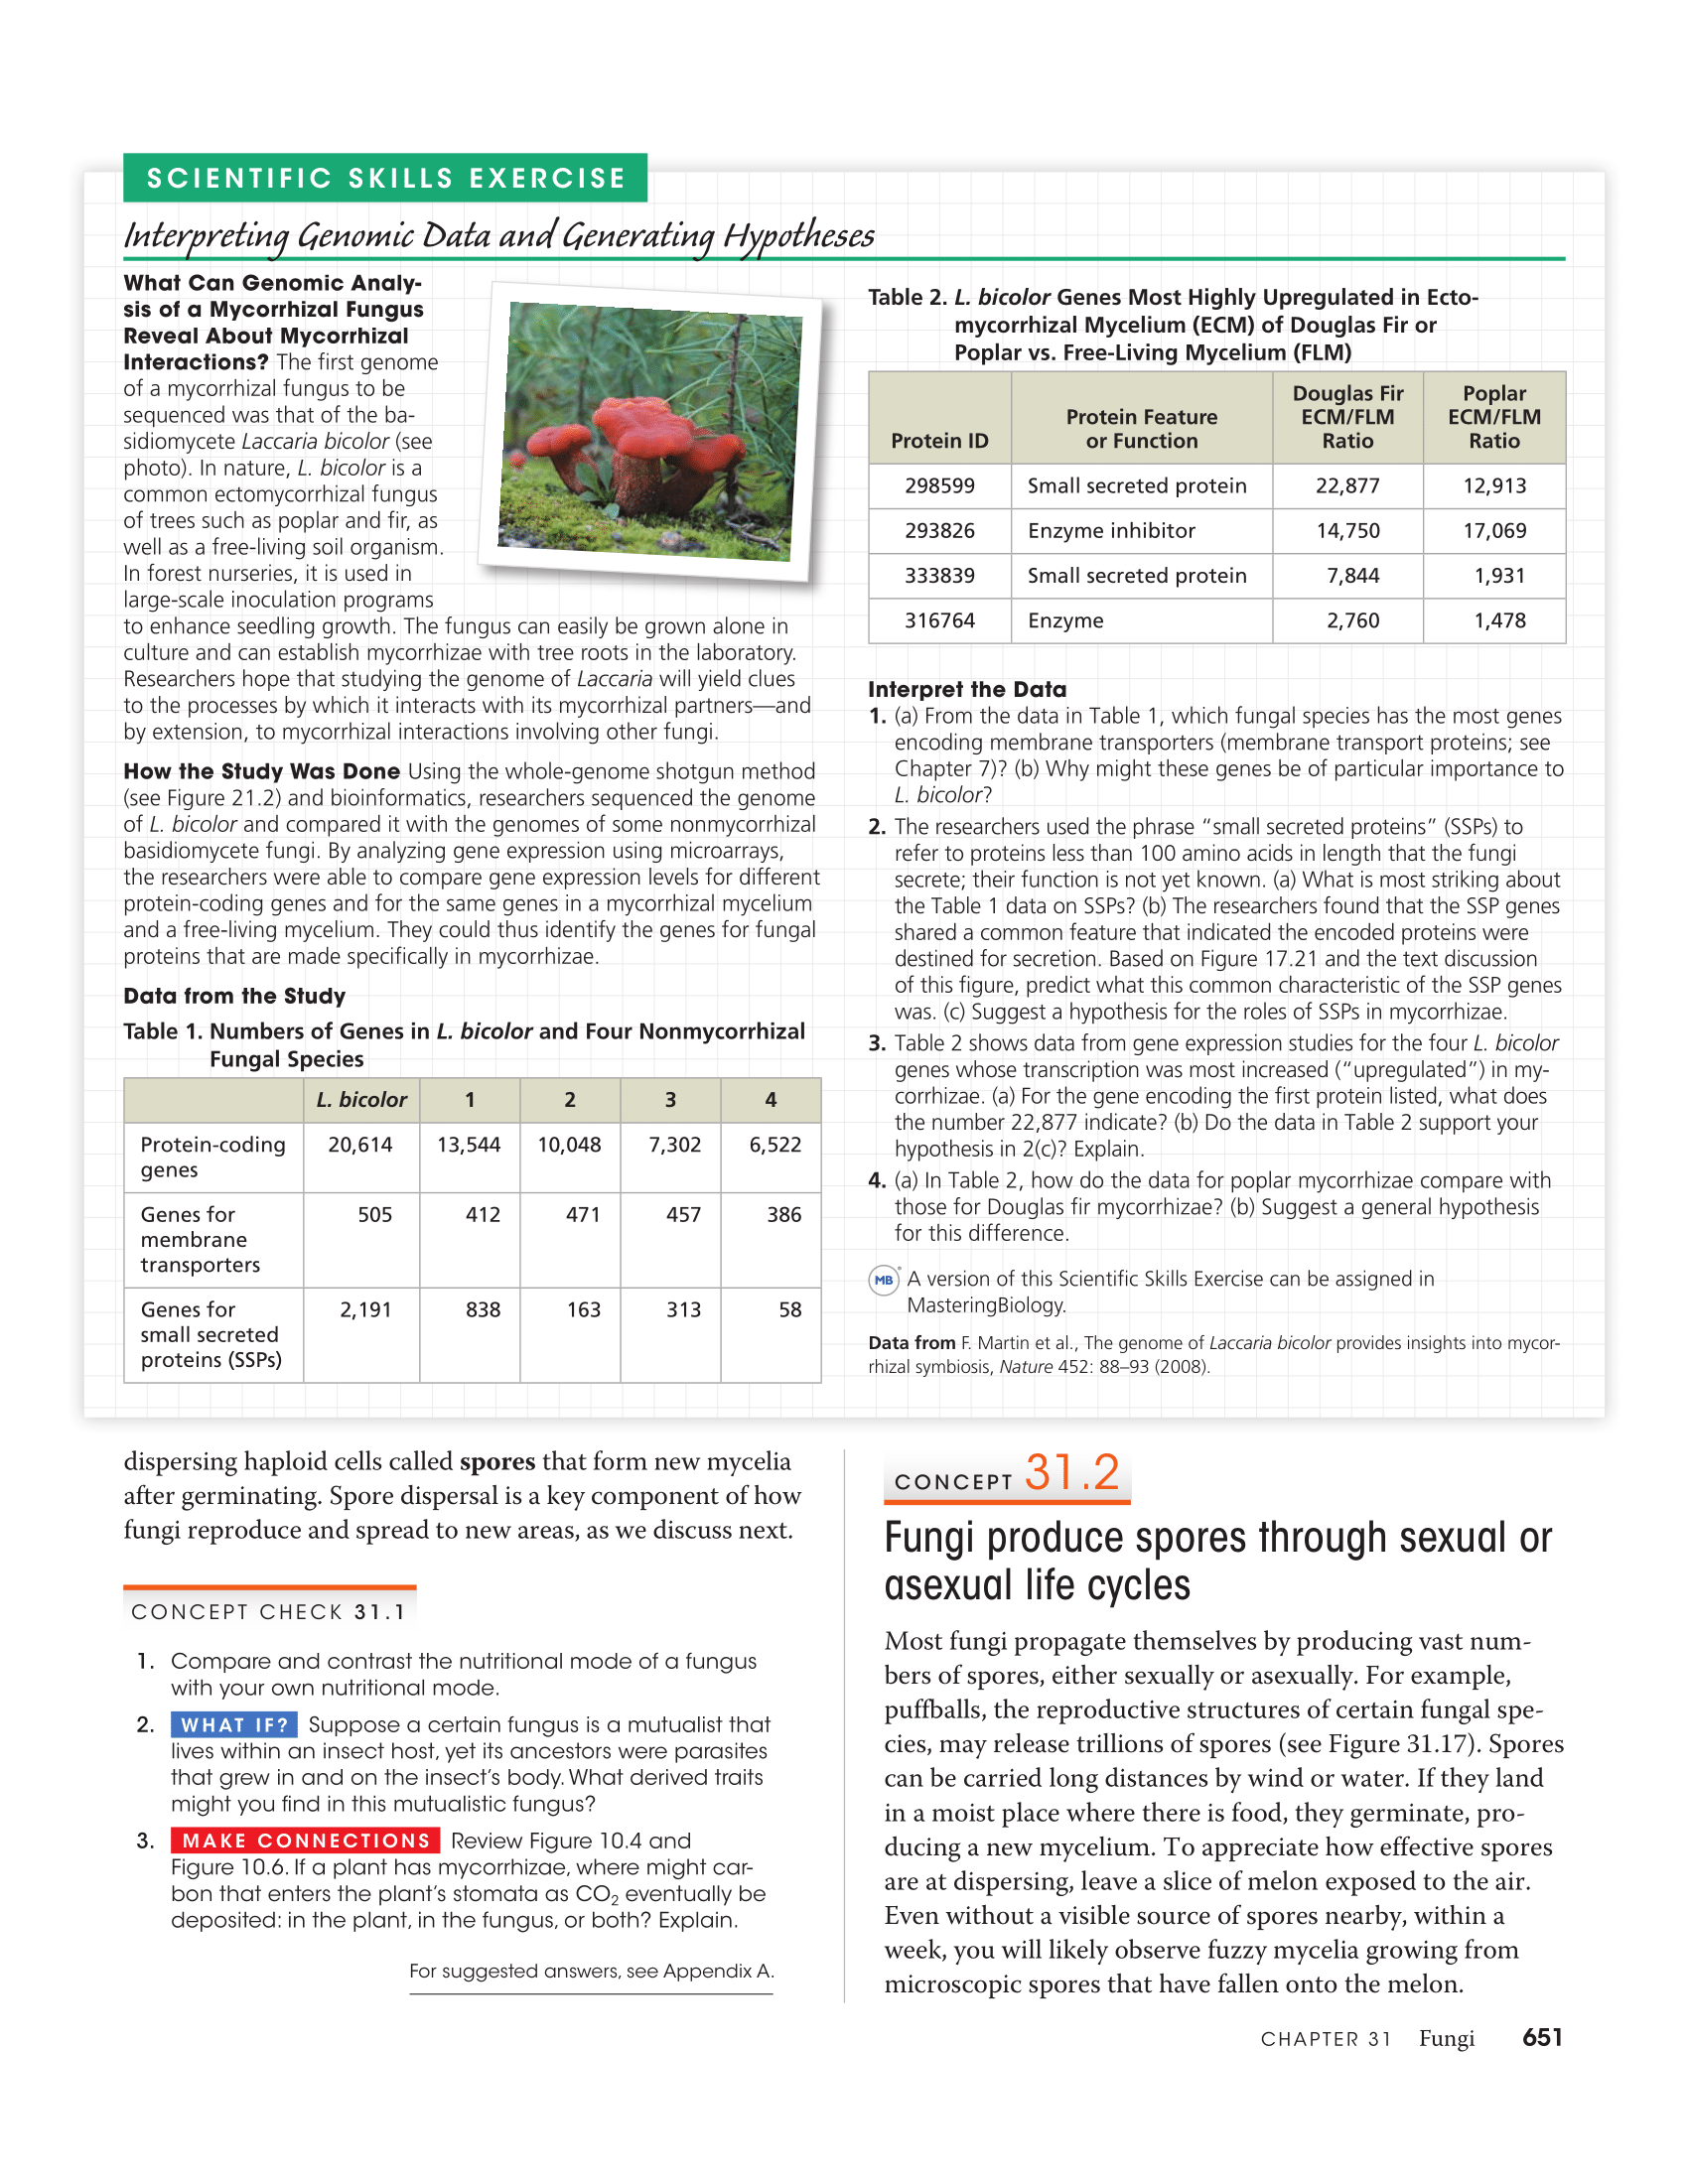 SCIENTIFIC SKILLS EXERCISE
Interpreting Genomic Data and Generating Hypotheses
What Can Genomic Analy-
sis of a Mycorrhizal Fungus
Reveal About Mycorrhizal
Interactions? The first genome
of a mycorrhizal fungus to be
sequenced was that of the ba-
sidiomycete Laccaria bicolor (see
photo). In nature, L. bicolor is a
common ectomycorrhizal fungus
of trees such as poplar and fir, as
well as a free-living soil organism.
In forest nurseries, it is used in
large-scale inoculation programs
to enhance seedling growth. The fungus can easily be grown alone in
culture and can establish mycorrhizae with tree roots in the laboratory.
Researchers hope that studying the genome of Laccaria will yield clues
to the processes by which it interacts with its mycorrhizal partners—and
by extension, to mycorrhizal interactions involving other fungi.
How the Study Was Done Using the whole-genome shotgun method
(see Figure 21.2) and bioinformatics, researchers sequenced the genome
of L. bicolor and compared it with the genomes of some nonmycorrhizal
basidiomycete fungi. By analyzing gene expression using microarrays,
the researchers were able to compare gene expression levels for different
protein-coding genes and for the same genes in a mycorrhizal mycelium
and a free-living mycelium. They could thus identify the genes for fungal
proteins that are made specifically in mycorrhizae.
Data from the Study
Table 1. Numbers of Genes in L. bicolor and Four Nonmycorrhizal
Fungal Species
L. bicolor 1 2 3 4
Protein-coding 20,614 13,544 10,048 7,302 6,522
genes
Genes for 505 412 471 457 386
membrane
transporters
Genes for 2,191 838 163 313 58
small secreted
proteins (SSPs)
Table 2. L. bicolor Genes Most Highly Upregulated in Ecto-
mycorrhizal Mycelium (ECM) of Douglas Fir or
Poplar vs. Free-Living Mycelium (FLM)
Douglas Fir Poplar
Protein Feature ECM/FLM ECM/FLM
Protein ID or Function Ratio Ratio
298599 Small secreted protein 22,877 12,913
293826 Enzyme inhibitor 14,750 17,069
333839 Small secreted protein 7,844 1,931
316764 Enzyme 2,760 1,478
Interpret the Data
1. (a) From the data in Table 1, which fungal species has the most genes
encoding membrane transporters (membrane transport proteins; see
Chapter 7)? (b) Why might these genes be of particular importance to
L. bicolor?
2. The researchers used the phrase “small secreted proteins” (SSPs) to
refer to proteins less than 100 amino acids in length that the fungi
secrete; their function is not yet known. (a) What is most striking about
the Table 1 data on SSPs? (b) The researchers found that the SSP genes
shared a common feature that indicated the encoded proteins were
destined for secretion. Based on Figure 17.21 and the text discussion
of this figure, predict what this common characteristic of the SSP genes
was. (c) Suggest a hypothesis for the roles of SSPs in mycorrhizae.
3. Table 2 shows data from gene expression studies for the four L. bicolor
genes whose transcription was most increased (“upregulated”) in my-
corrhizae. (a) For the gene encoding the first protein listed, what does
the number 22,877 indicate? (b) Do the data in Table 2 support your
hypothesis in 2(c)? Explain.
4. (a) In Table 2, how do the data for poplar mycorrhizae compare with
those for Douglas fir mycorrhizae? (b) Suggest a general hypothesis
for this difference.
MB A version of this Scientific Skills Exercise can be assigned in
MasteringBiology.
Data from F. Martin et al., The genome of Laccaria bicolor provides insights into mycor-
rhizal symbiosis, Nature 452: 88–93 (2008).
dispersing haploid cells called spores that form new mycelia
after germinating. Spore dispersal is a key component of how
fungi reproduce and spread to new areas, as we discuss next.
CONCEPT CHECK 31.1
1. Compare and contrast the nutritional mode of a fungus
with your own nutritional mode.
2. WHAT IF? Suppose a certain fungus is a mutualist that
lives within an insect host, yet its ancestors were parasites
that grew in and on the insect’s body. What derived traits
might you find in this mutualistic fungus?
3. MAKE CONNECTIONS Review Figure 10.4 and
Figure 10.6. If a plant has mycorrhizae, where might car-
bon that enters the plant’s stomata as CO₂ eventually be
deposited: in the plant, in the fungus, or both? Explain.
For suggested answers, see Appendix A.
CONCEPT 31.2
Fungi produce spores through sexual or
asexual life cycles
Most fungi propagate themselves by producing vast num-
bers of spores, either sexually or asexually. For example,
puffballs, the reproductive structures of certain fungal spe-
cies, may release trillions of spores (see Figure 31.17). Spores
can be carried long distances by wind or water. If they land
in a moist place where there is food, they germinate, pro-
ducing a new mycelium. To appreciate how effective spores
are at dispersing, leave a slice of melon exposed to the air.
Even without a visible source of spores nearby, within a
week, you will likely observe fuzzy mycelia growing from
microscopic spores that have fallen onto the melon.
CHAPTER 31 Fungi 651